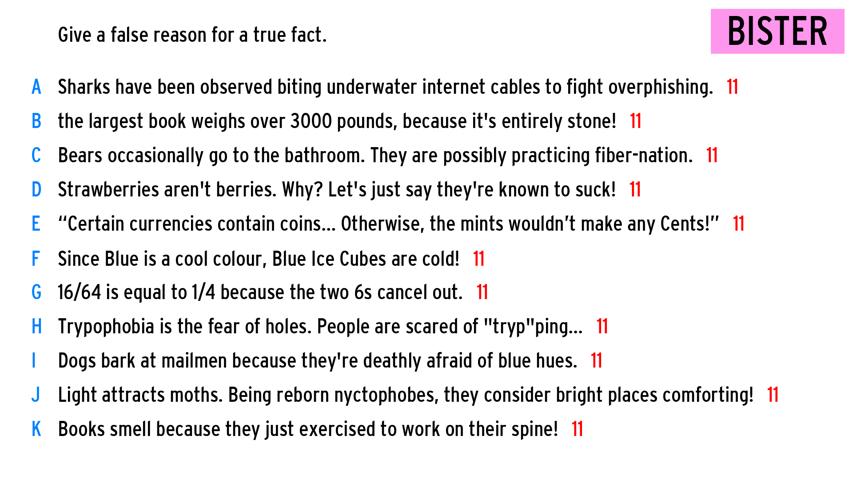 Give a false reason for a true fact.
BISTER
A Sharks have been observed biting underwater internet cables to fight overphishing. 11
B the largest book weighs over 3000 pounds, because it's entirely stone! 11
C Bears occasionally go to the bathroom. They are possibly practicing fiber-nation. 11
D Strawberries aren't berries. Why? Let's just say they're known to suck! 11
E “Certain currencies contain coins... Otherwise, the mints wouldn’t make any Cents!” 11
F Since Blue is a cool colour, Blue Ice Cubes are cold! 11
G 16/64 is equal to 1/4 because the two 6s cancel out. 11
H Trypophobia is the fear of holes. People are scared of "tryp"ping... 11
I Dogs bark at mailmen because they're deathly afraid of blue hues. 11
J Light attracts moths. Being reborn nyctophobes, they consider bright places comforting! 11
K Books smell because they just exercised to work on their spine! 11